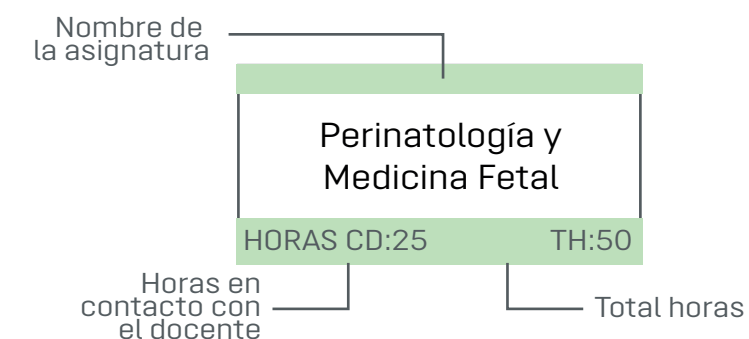 Nombre de
la asignatura
Perinatología y
Medicina Fetal
HORAS CD:25 TH:50
Horas en
contacto con
el docente
Total horas